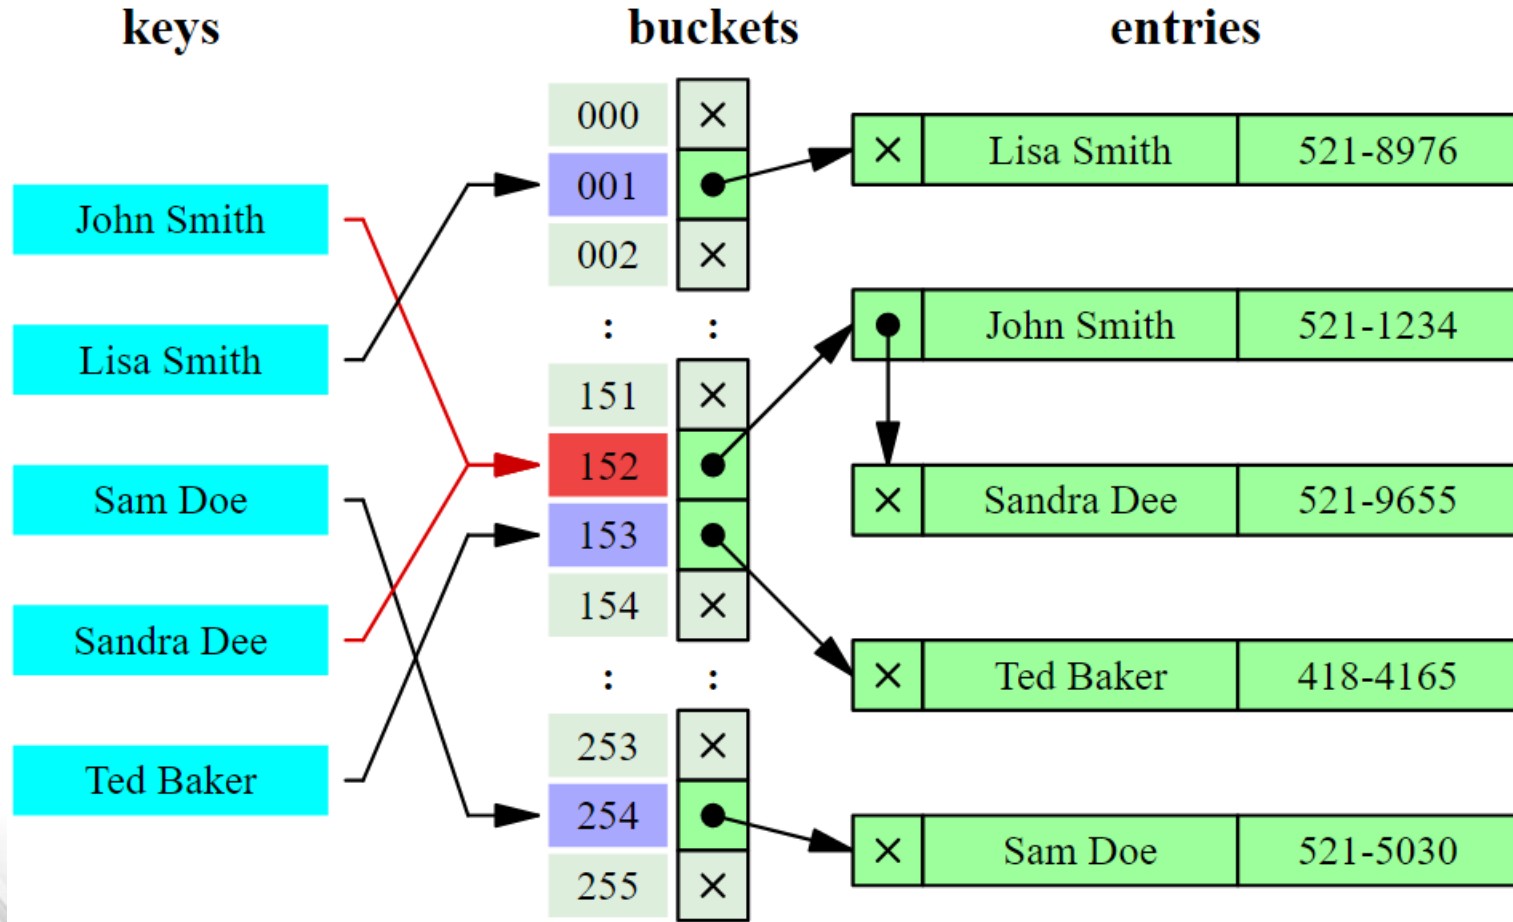 keys buckets entries
000 ×
Lisa Smith 521-8976
001
John Smith
002 ×
: :
John Smith 521-1234
Lisa Smith
151 ×
152
Sam Doe
Sandra Dee 521-9655
153
154 ×
Sandra Dee
: :
Ted Baker 418-4165
253 ×
Ted Baker
254
Sam Doe 521-5030
255 ×